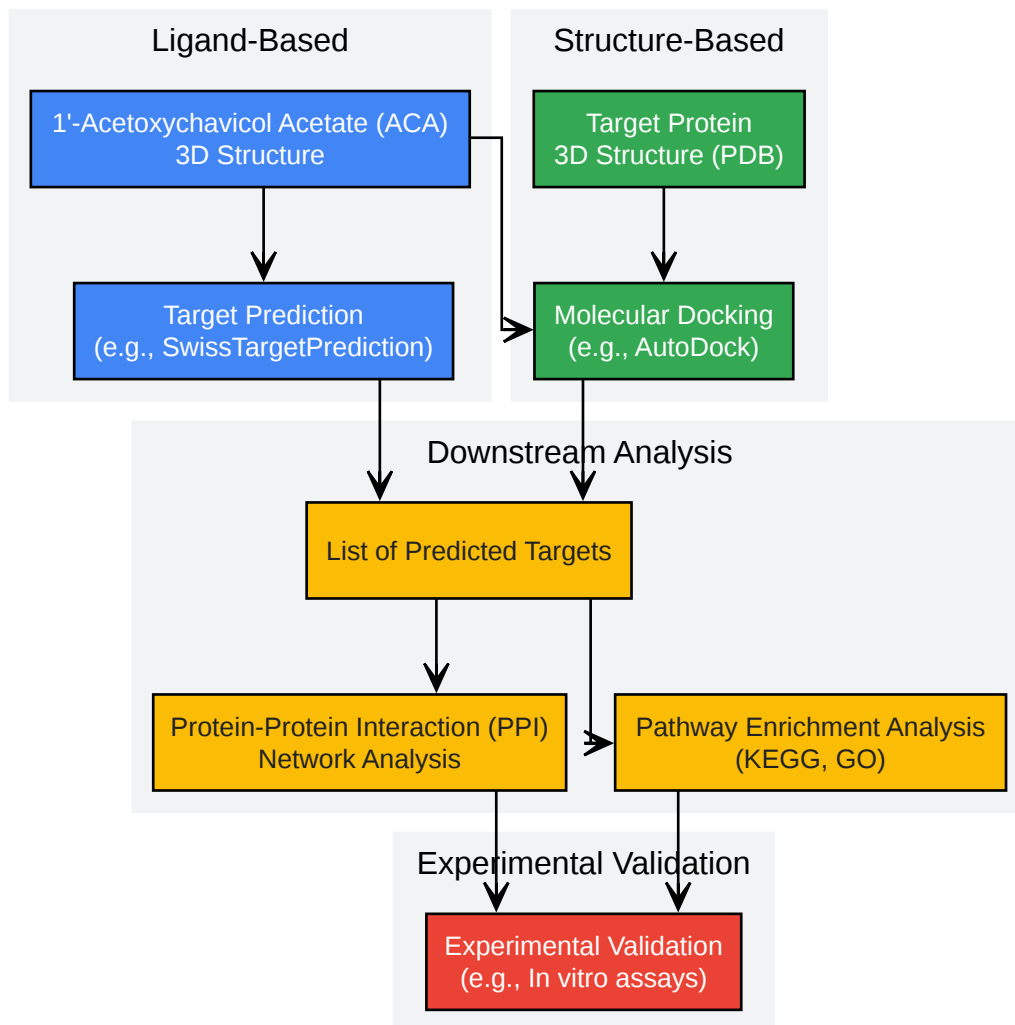 Ligand-Based
Structure-Based
1'-Acetoxychavicol Acetate (ACA)
3D Structure
Target Protein
3D Structure (PDB)
Target Prediction
(e.g., SwissTargetPrediction)
Molecular Docking
(e.g., AutoDock)
Downstream Analysis
List of Predicted Targets
Protein-Protein Interaction (PPI)
Network Analysis
Pathway Enrichment Analysis
(KEGG, GO)
Experimental Validation
Experimental Validation
(e.g., In vitro assays)